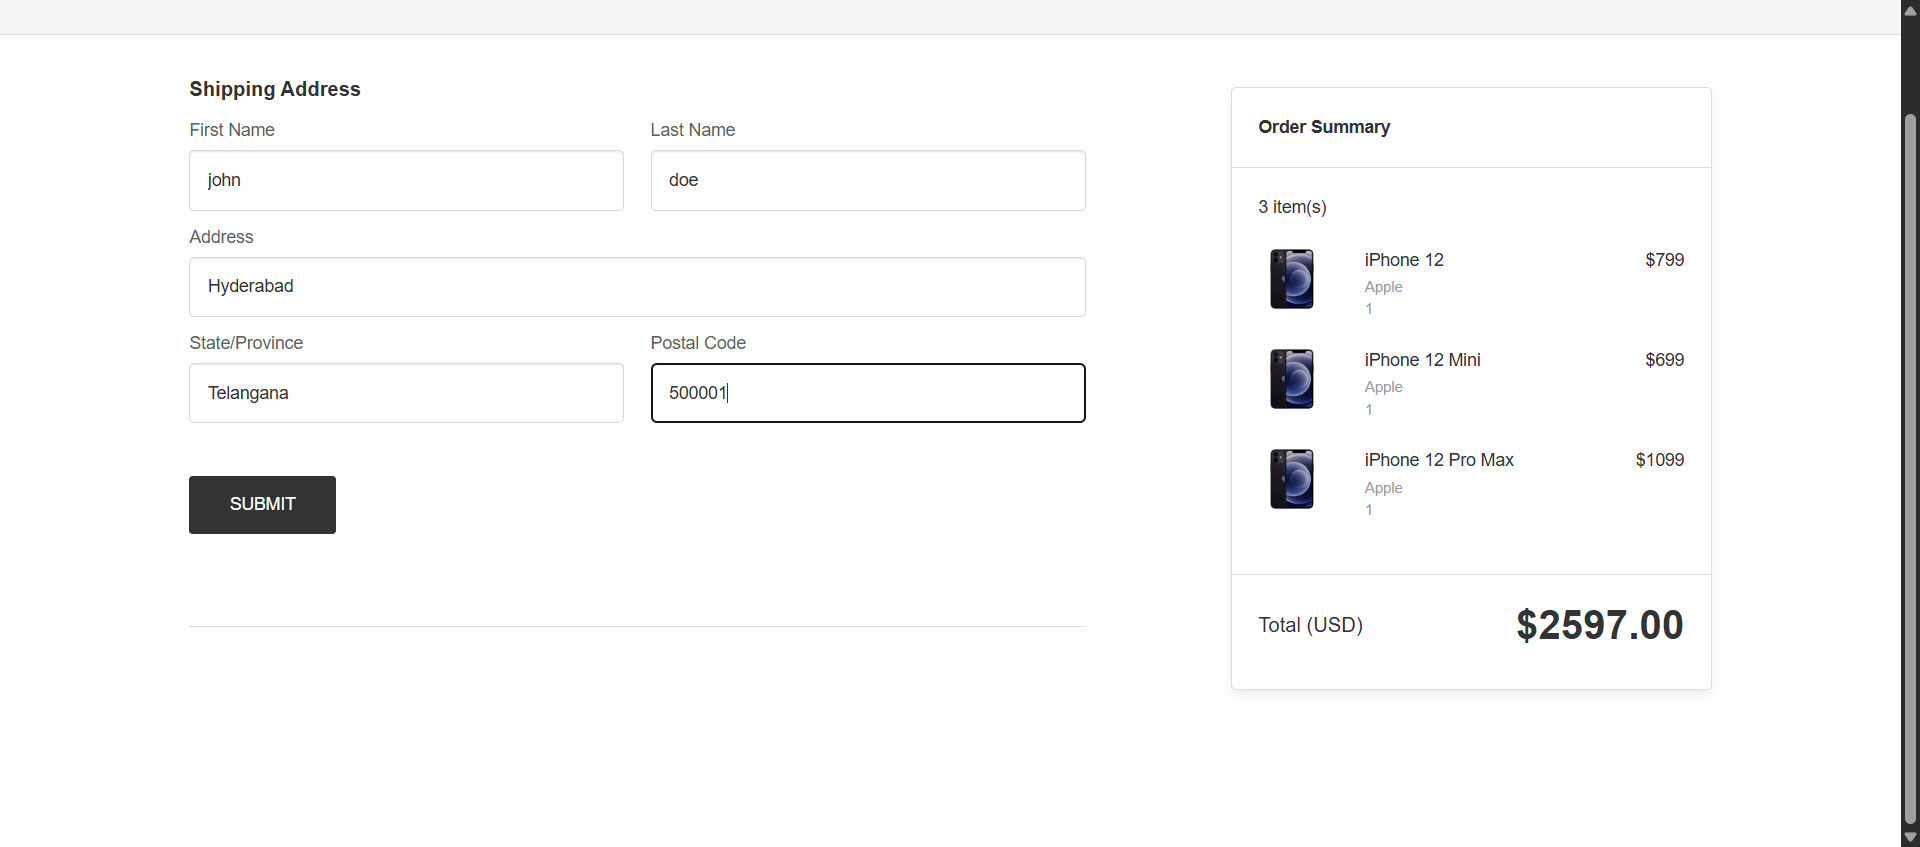 Shipping Address
First Name
Last Name
john
doe
Address
Hyderabad
State/Province
Postal Code
Telangana
500001
SUBMIT
Order Summary
3 item(s)
iPhone 12
$799
Apple
1
iPhone 12 Mini
$699
Apple
1
iPhone 12 Pro Max
$1099
Apple
1
Total (USD)
$2597.00